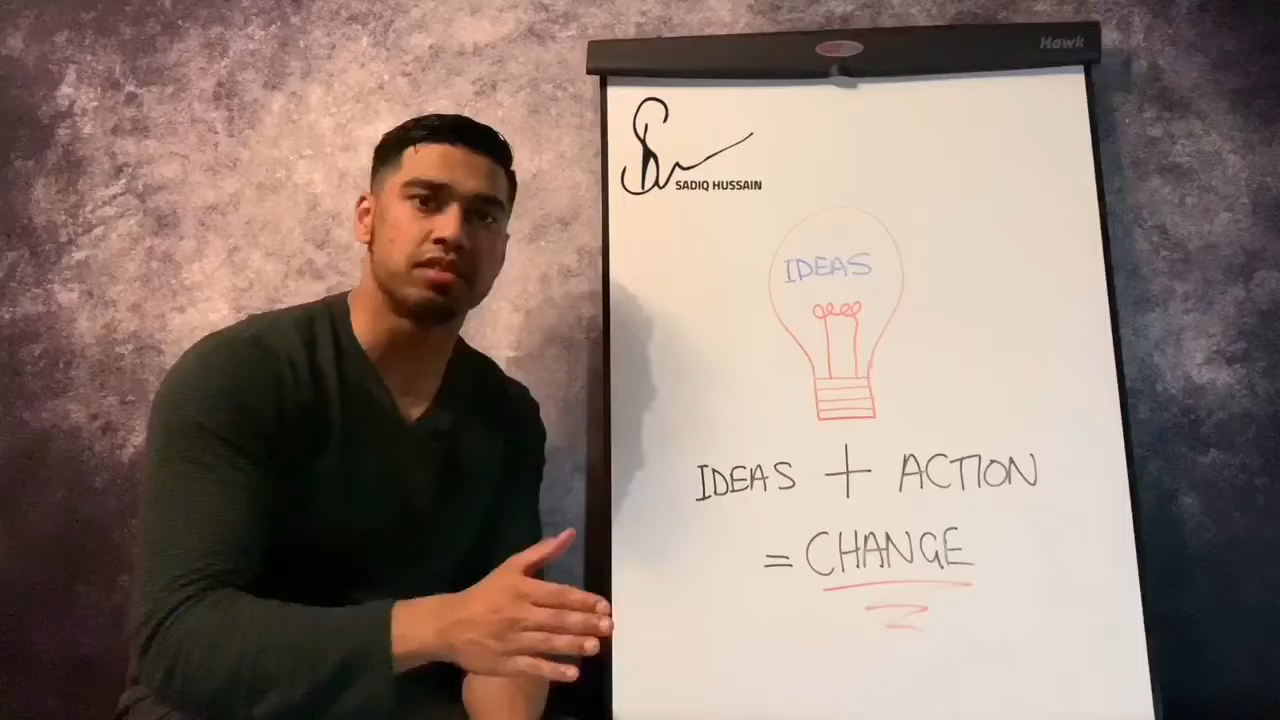 Hawk
SADIQ HUSSAIN
IDEAS
IDEAS + ACTION
= CHANGE